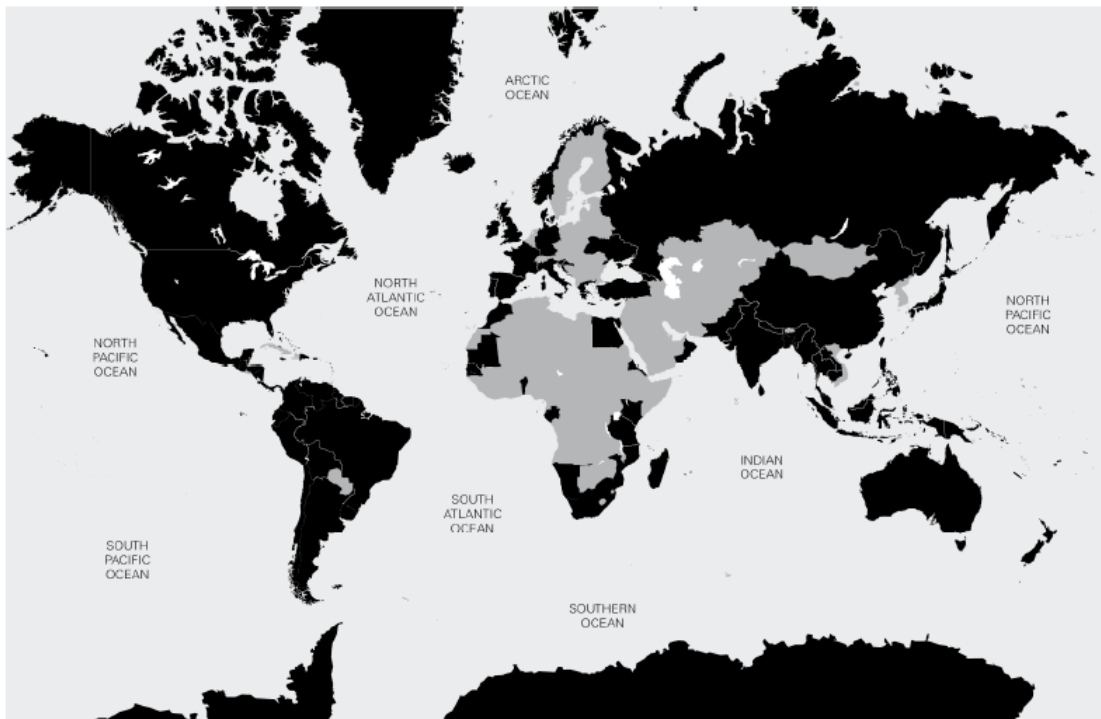 ARCTIC
OCEAN
NORTH
ATLANTIC
OCEAN
NORTH
PACIFIC
OCEAN
NORTH
PACIFIC
OCEAN
INDIAN
OCEAN
SOUTH
ATLANTIC
OCEAN
SOUTH
PACIFIC
OCEAN
SOUTHERN
OCEAN